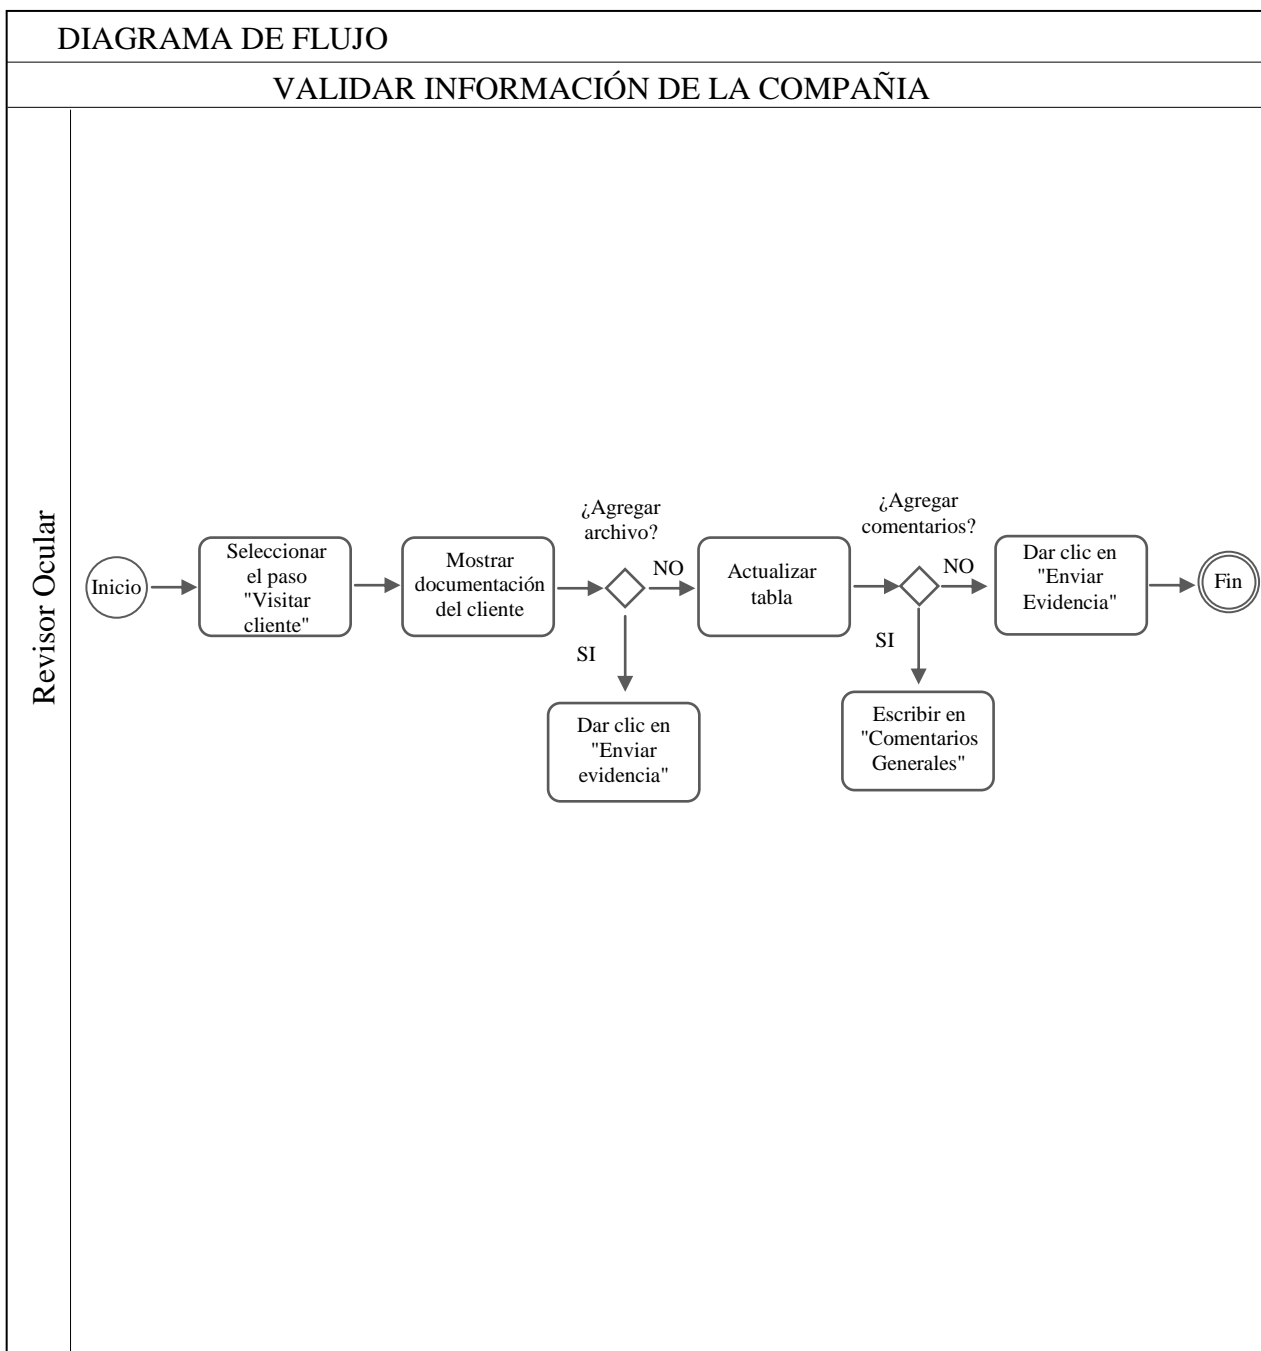 DIAGRAMA DE FLUJO
VALIDAR INFORMACIÓN DE LA COMPAÑIA
Revisor Ocular
Inicio
Seleccionar
el paso
"Visitar
cliente"
Mostrar
documentación
del cliente
¿Agregar
archivo?
NO
SI
Dar clic en
"Enviar
evidencia"
Actualizar
tabla
¿Agregar
comentarios?
NO
SI
Escribir en
"Comentarios
Generales"
Dar clic en
"Enviar
Evidencia"
Fin